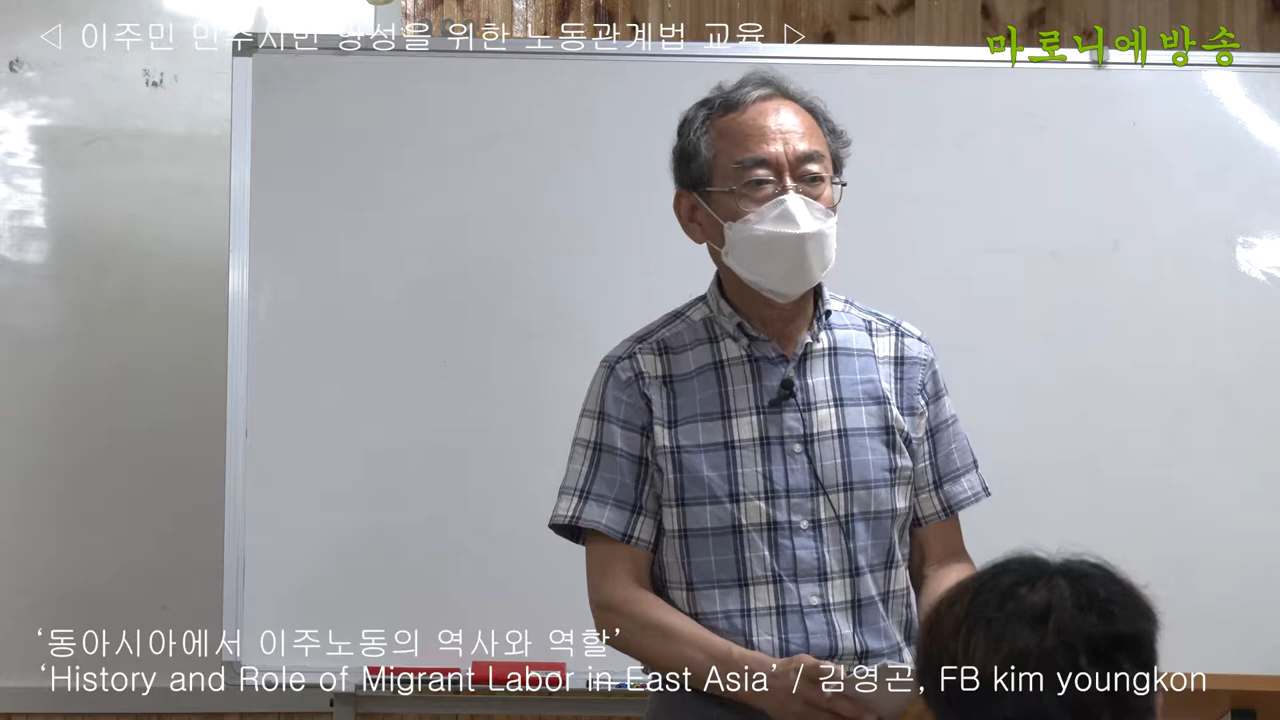 ◁ 이주민 민주시민 양성을 위한 노동관계법 교육 ▷
마로니에방송
‘동아시아에서 이주노동의 역사와 역할’
‘History and Role of Migrant Labor in East Asia’ / 김영곤, FB kim youngkon